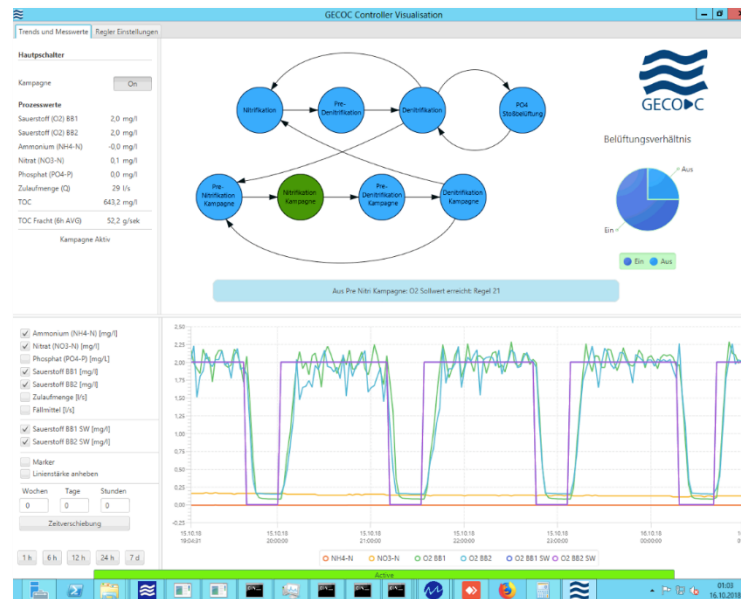 GECOC Controller Visualisation
Trends und Messwerte
Regler Einstellungen
Hautpschalter
Kampagne
On
Prozesswerte
Sauerstoff (O2) BB1 2,0 mg/l
Sauerstoff (O2) BB2 2,0 mg/l
Ammonium (NH4-N) -0,0 mg/l
Nitrat (NO3-N) 0,1 mg/l
Phosphat (PO4-P) 0,0 mg/l
Zulaufmenge (Q) 29 l/s
TOC 643,2 mg/l
TOC Fracht (6h AVG) 52,2 g/sek
Kampagne Aktiv
Nitrifikation
Pre-
Denitrifikation
Denitrifikation
PO4
Stoßbelüftung
Pre-
Nitrifikation
Kampagne
Nitrifikation
Kampagne
Pre-
Denitrifikation
Kampagne
Denitrifikation
Kampagne
Aus Pre Nitri Kampagne: O2 Sollwert erreicht: Regel 21
GECO C
Belüftungsverhältnis
Aus
Ein
Ein Aus
Ammonium (NH4-N) [mg/l]
Nitrat (NO3-N) [mg/l]
Phosphat (PO4-P) [mg/L]
Sauerstoff BB1 [mg/l]
Sauerstoff BB2 [mg/l]
Zulaufmenge [l/s]
Fällmittel [l/s]
Sauerstoff BB1 SW [mg/l]
Sauerstoff BB2 SW [mg/l]
Marker
Linienstärke anheben
Wochen Tage Stunden
0 0 0
Zeitverschiebung
1 h 6 h 12 h 24 h 7 d
2,50
2,25
2,00
1,75
1,50
1,25
1,00
0,75
0,50
0,25
0,00
-0,25
15.10.18 15.10.18 15.10.18 15.10.18 15.10.18 16.10.18
20:00:00 21:00:00 22:00:00 23:00:00 00:00:00
NH4-N NO3-N O2 BB1 O2 BB2 O2 BB1 SW O2 BB2 SW
Active
01:03
16.10.2018